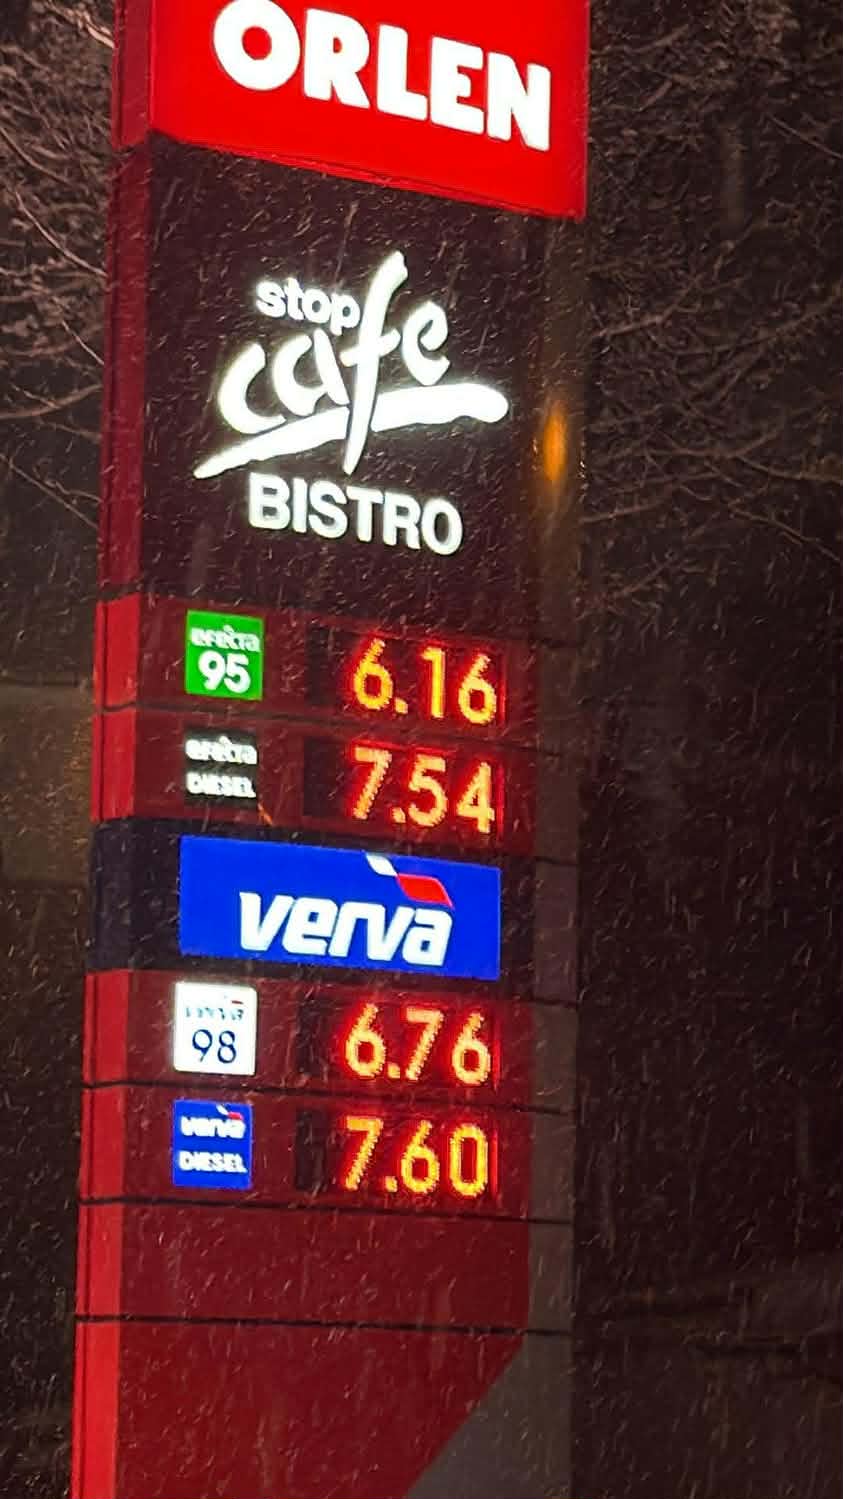 ORLEN
stop
cafe
BISTRO
efecta
95
6.16
efecta
DIESEL
7.54
verva
verva
98
6.76
verva
DIESEL
7.60